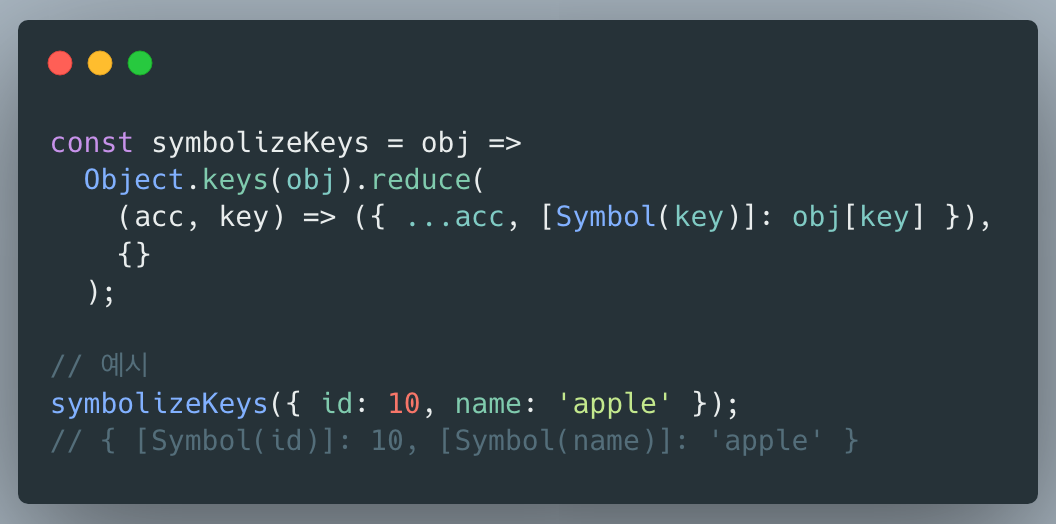 const symbolizeKeys = obj =>
  Object.keys(obj).reduce(
    (acc, key) => ({ ...acc, [Symbol(key)]: obj[key] }),
    {}
  );

// 예시
symbolizeKeys({ id: 10, name: 'apple' });
// { [Symbol(id)]: 10, [Symbol(name)]: 'apple' }